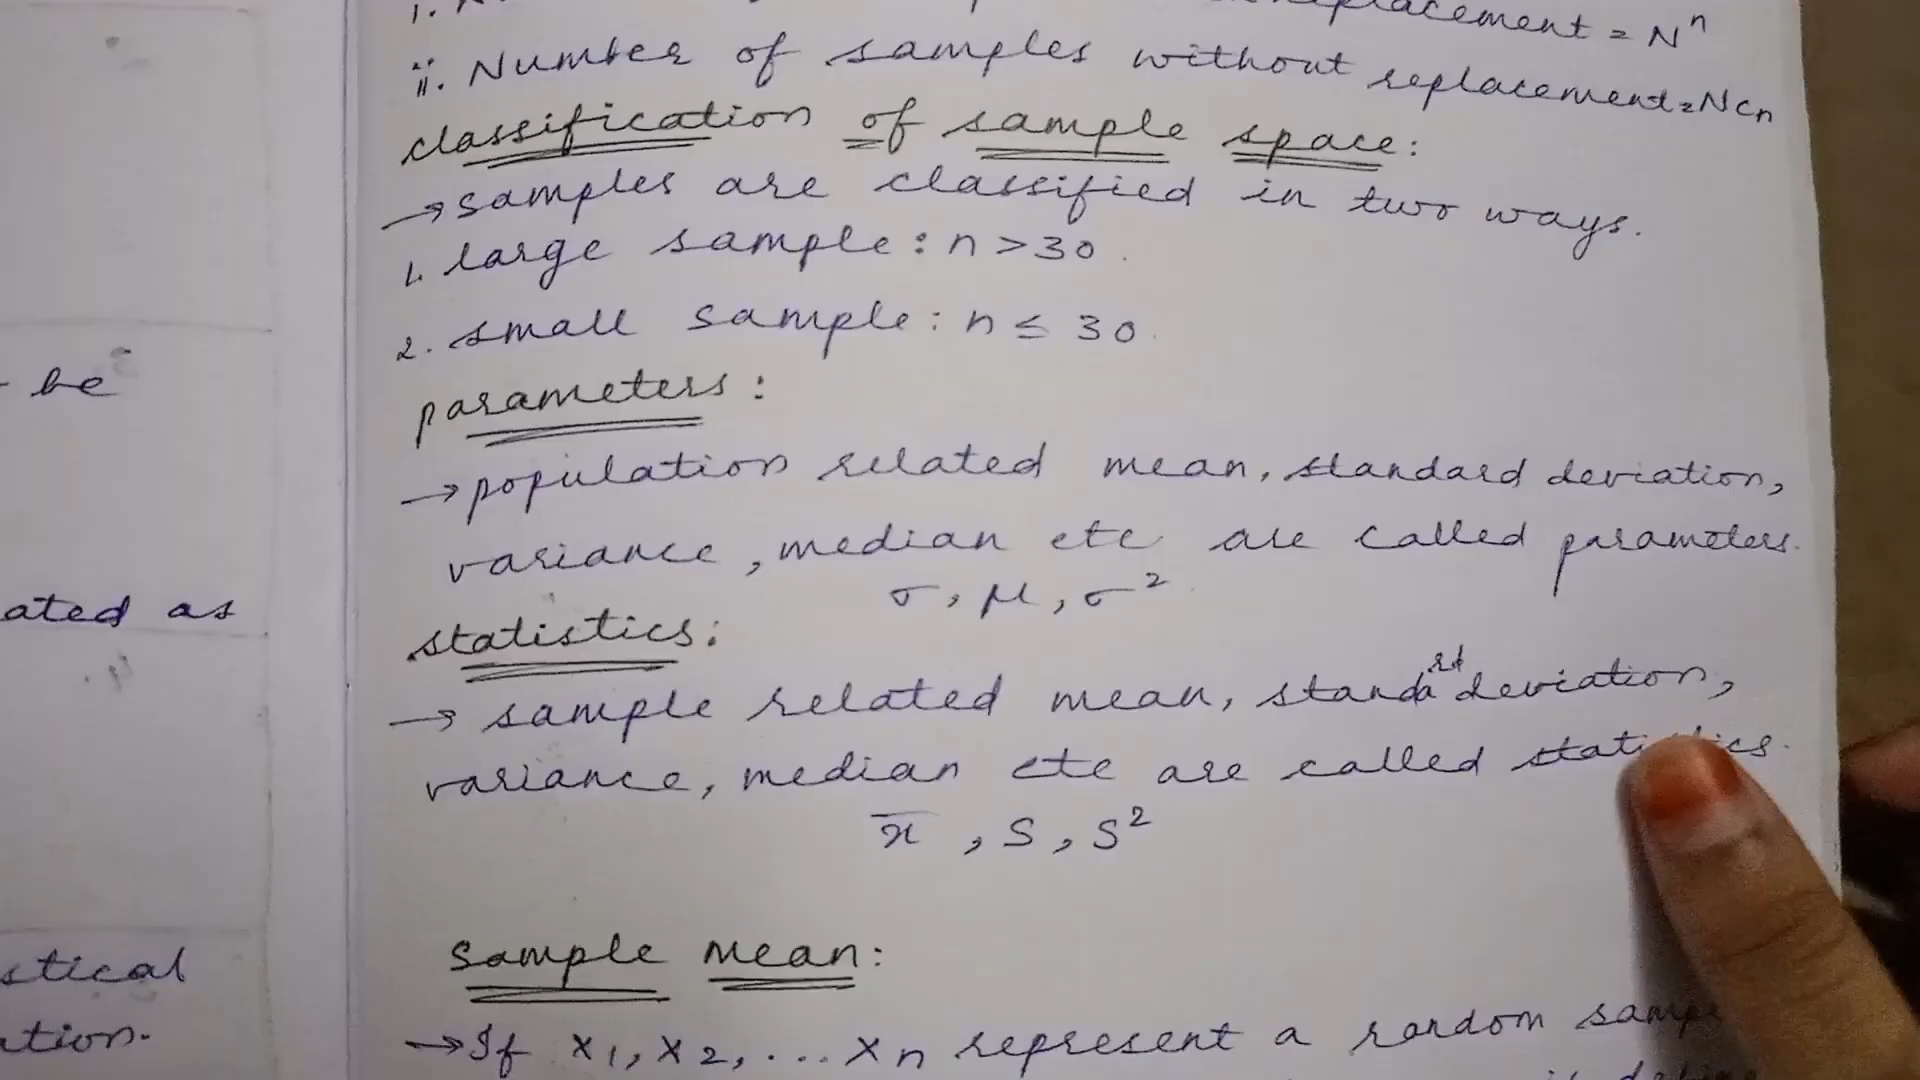 be
ated as
stical
ation.
replacement = N^n
ii. Number of samples without replacement = NCn
classification of sample space:
→ samples are classified in two ways.
1. large sample: n > 30.
2. small sample: n ≤ 30.
parameters:
→ population related mean, standard deviation,
variance, median etc are called parameters.
σ, μ, σ²
statistics:
→ sample related mean, standard deviation,
variance, median etc are called statistics.
x̄, S, S²
Sample Mean:
→ If X1, X2, ... Xn represent a random